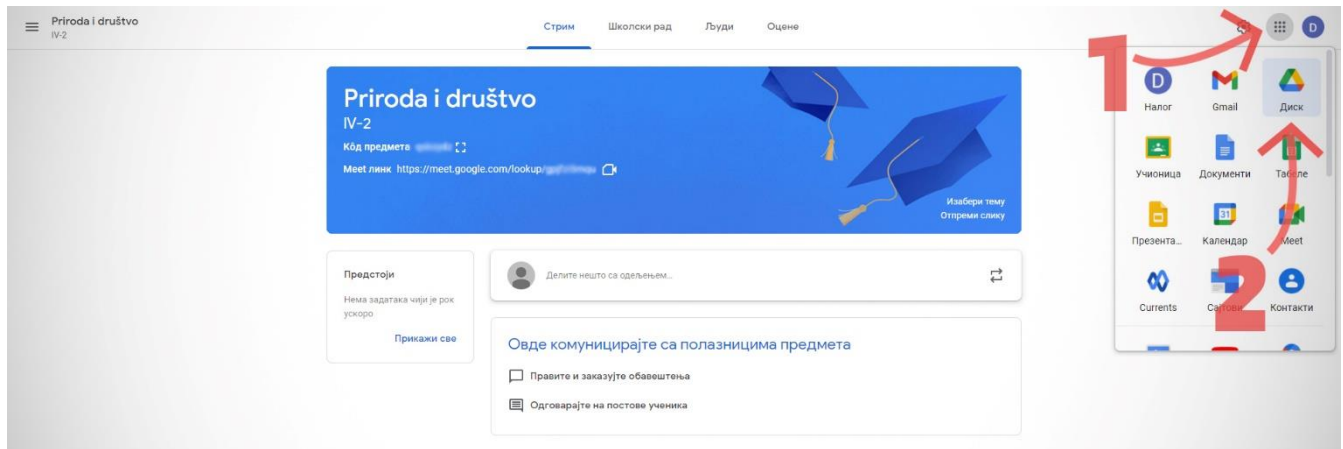 Priroda i društvo
IV-2
Стрим Школски рад Људи Оцене
D
1
Priroda i društvo
IV-2
Кôд предмета
Meet линк https://meet.google.com/lookup/
Изабери тему
Отпреми слику
Предстоји
Нема задатака чији је рок
ускоро
Прикажи све
Делите нешто са одељењем...
Овде комуницирајте са полазницима предмета
Правите и заказујте обавештења
Одговарајте на постове ученика
D
Налог Gmail Диск
Учионица Документи Табеле
31
Презента... Календар Meet
Currents Сајтови Контакти
2